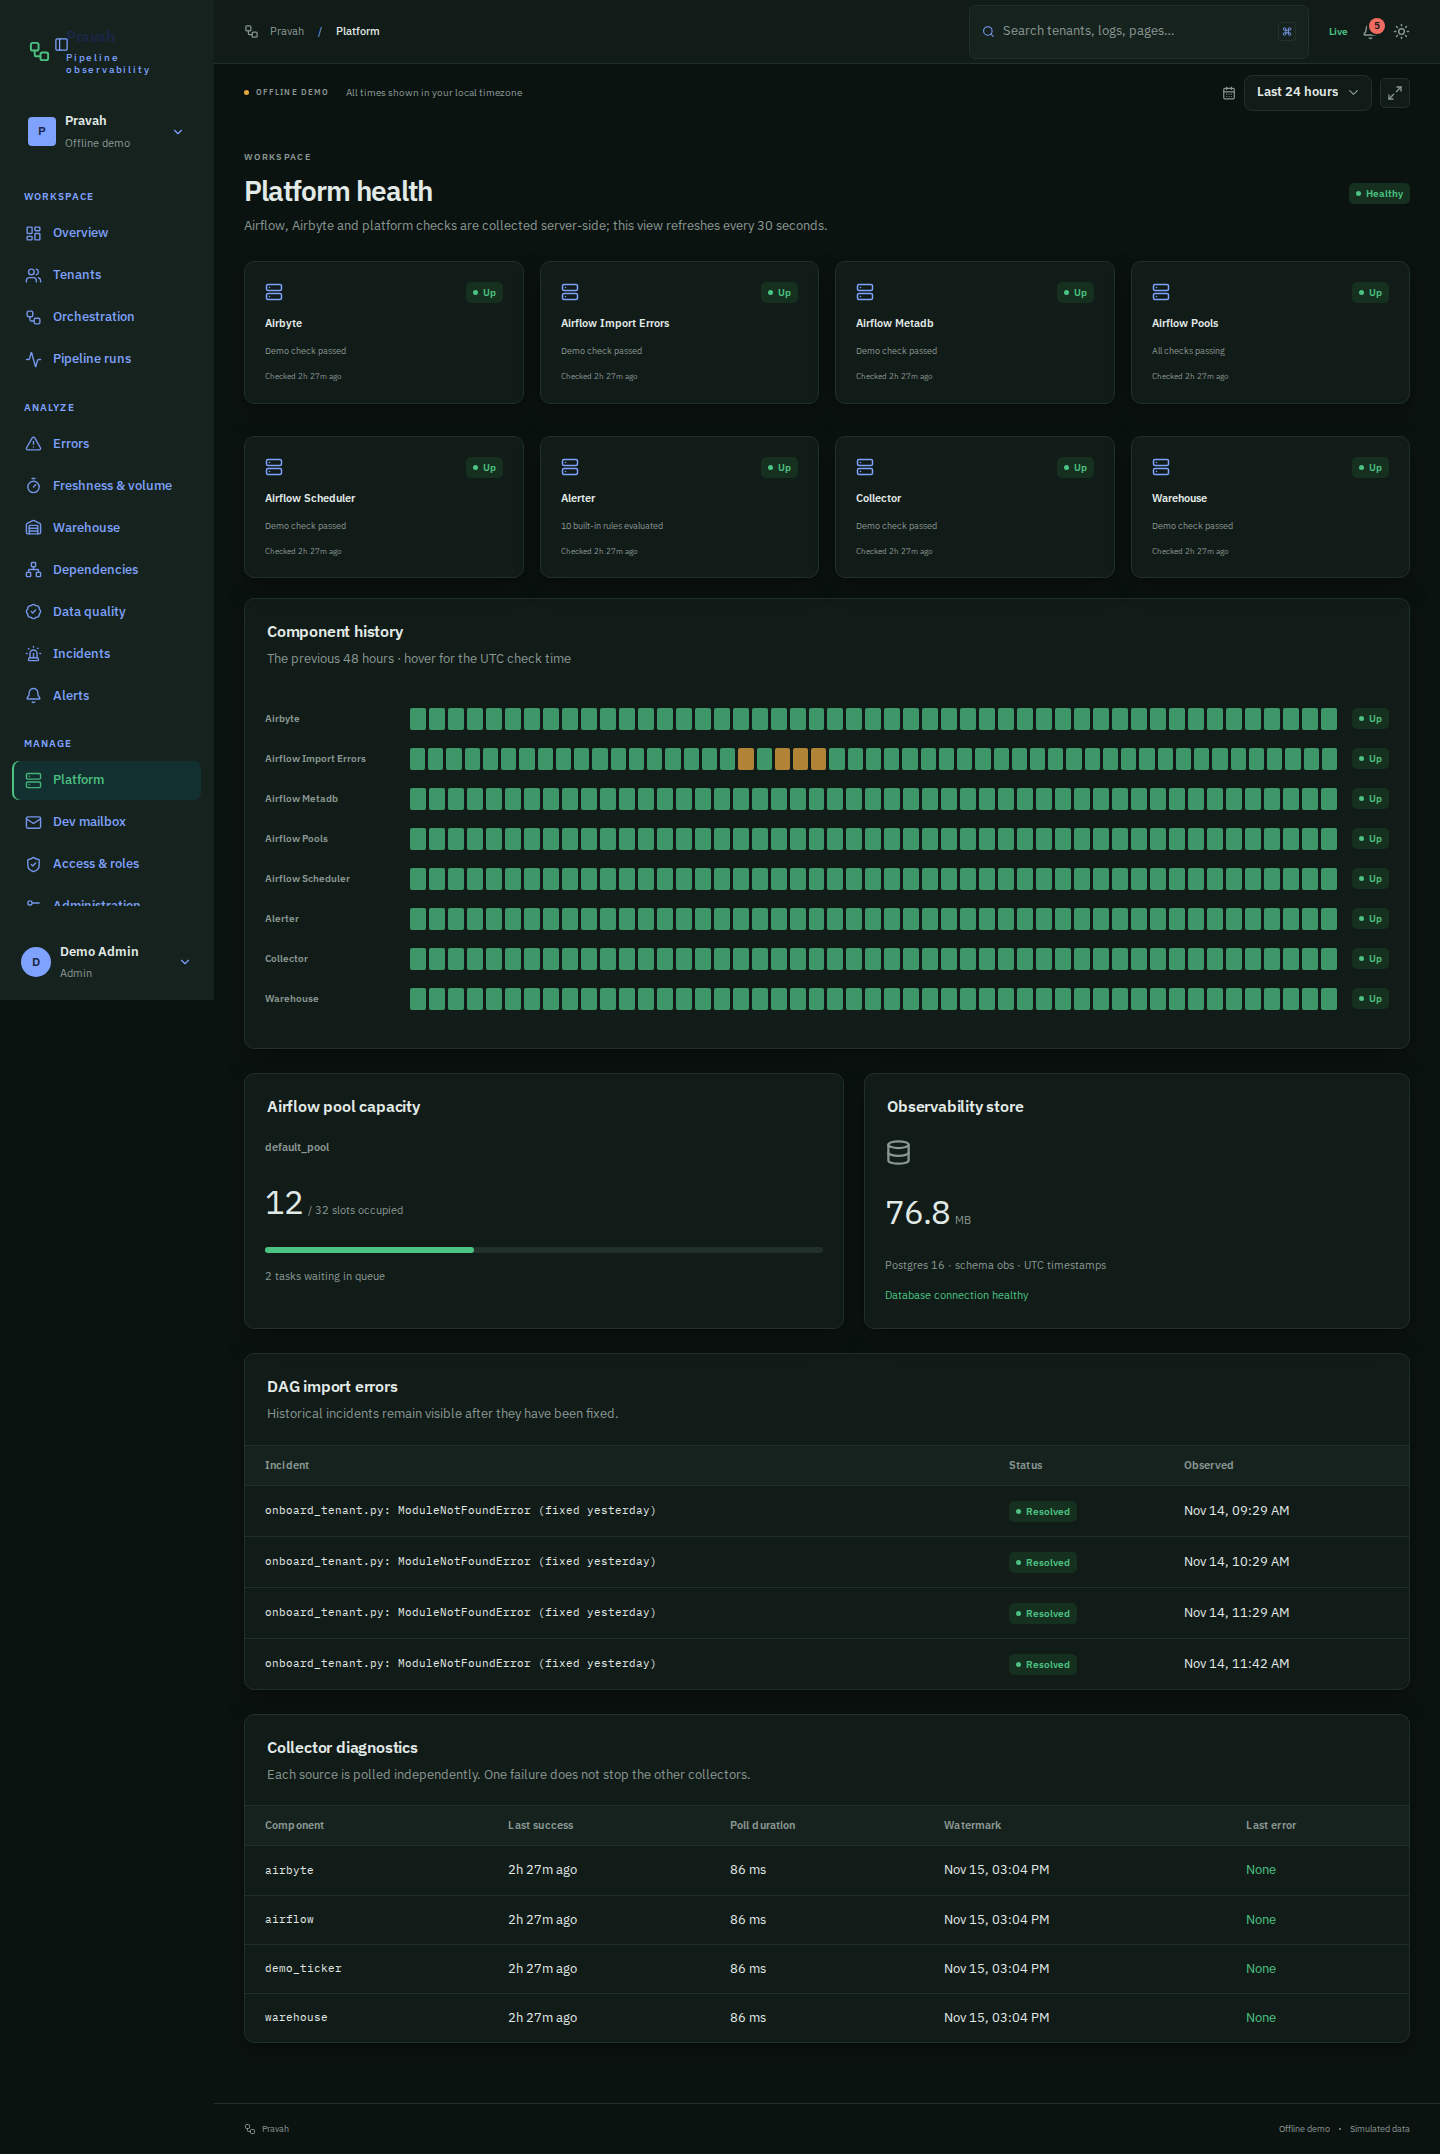 Pravah
Pipeline
observability
P
Pravah
Offline demo
WORKSPACE
Overview
Tenants
Orchestration
Pipeline runs
ANALYZE
Errors
Freshness & volume
Warehouse
Dependencies
Data quality
Incidents
Alerts
MANAGE
Platform
Dev mailbox
Access & roles
Administration
D
Demo Admin
Admin
Pravah / Platform
Search tenants, logs, pages...
⌘
Live
5
OFFLINE DEMO All times shown in your local timezone
Last 24 hours
WORKSPACE
Platform health
Healthy
Airflow, Airbyte and platform checks are collected server-side; this view refreshes every 30 seconds.
Up
Airbyte
Demo check passed
Checked 2h 27m ago
Up
Airflow Import Errors
Demo check passed
Checked 2h 27m ago
Up
Airflow Metadb
Demo check passed
Checked 2h 27m ago
Up
Airflow Pools
All checks passing
Checked 2h 27m ago
Up
Airflow Scheduler
Demo check passed
Checked 2h 27m ago
Up
Alerter
10 built-in rules evaluated
Checked 2h 27m ago
Up
Collector
Demo check passed
Checked 2h 27m ago
Up
Warehouse
Demo check passed
Checked 2h 27m ago
Component history
The previous 48 hours · hover for the UTC check time
Airbyte Up
Airflow Import Errors Up
Airflow Metadb Up
Airflow Pools Up
Airflow Scheduler Up
Alerter Up
Collector Up
Warehouse Up
Airflow pool capacity
default_pool
12 / 32 slots occupied
2 tasks waiting in queue
Observability store
76.8 MB
Postgres 16 · schema obs · UTC timestamps
Database connection healthy
DAG import errors
Historical incidents remain visible after they have been fixed.
Incident Status Observed
onboard_tenant.py: ModuleNotFoundError (fixed yesterday) Resolved Nov 14, 09:29 AM
onboard_tenant.py: ModuleNotFoundError (fixed yesterday) Resolved Nov 14, 10:29 AM
onboard_tenant.py: ModuleNotFoundError (fixed yesterday) Resolved Nov 14, 11:29 AM
onboard_tenant.py: ModuleNotFoundError (fixed yesterday) Resolved Nov 14, 11:42 AM
Collector diagnostics
Each source is polled independently. One failure does not stop the other collectors.
Component Last success Poll duration Watermark Last error
airbyte 2h 27m ago 86 ms Nov 15, 03:04 PM None
airflow 2h 27m ago 86 ms Nov 15, 03:04 PM None
demo_ticker 2h 27m ago 86 ms Nov 15, 03:04 PM None
warehouse 2h 27m ago 86 ms Nov 15, 03:04 PM None
Pravah
Offline demo · Simulated data